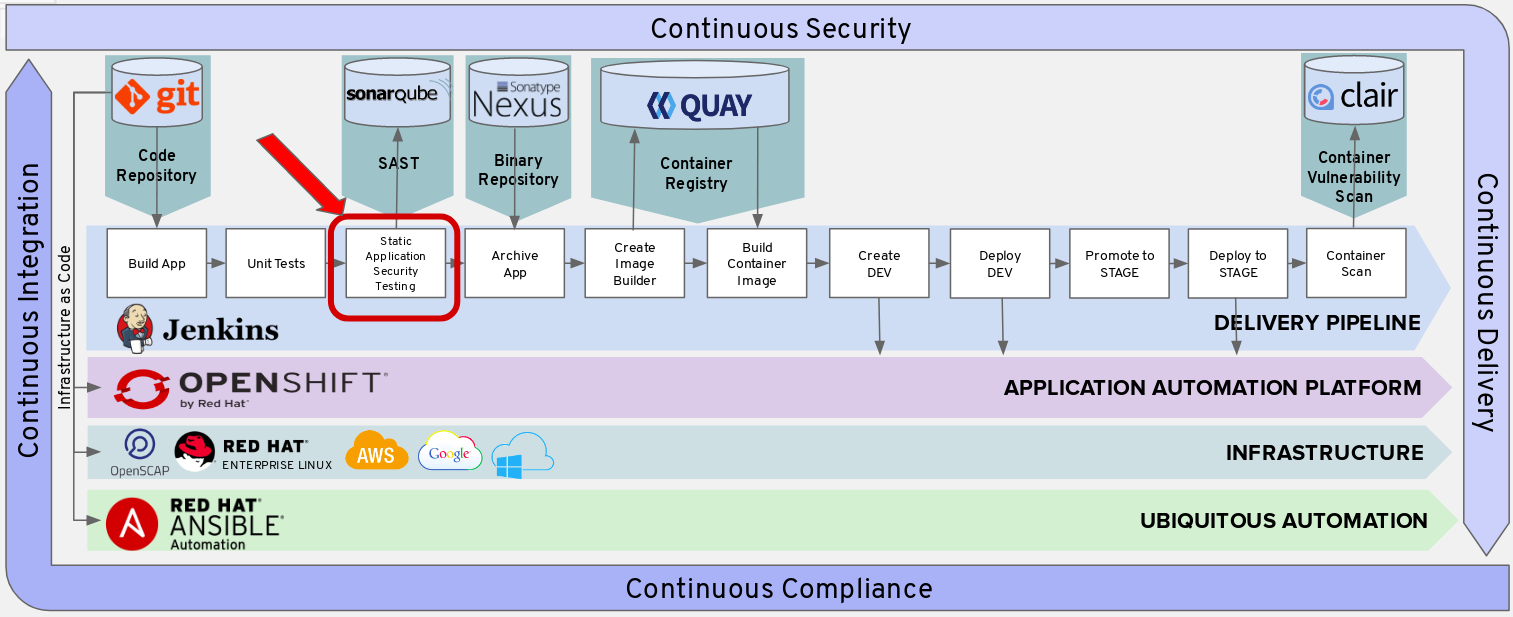 Continuous Security
Continuous Integration
Continuous Delivery
Continuous Compliance
Infrastructure as Code
git
Code
Repository
sonarqube
SAST
Sonatype
Nexus
Binary
Repository
QUAY
Container
Registry
clair
Container
Vulnerability
Scan
Build App
Unit Tests
Static
Application
Security
Testing
Archive
App
Create
Image
Builder
Build
Container
Image
Create
DEV
Deploy
DEV
Promote to
STAGE
Deploy to
STAGE
Container
Scan
Jenkins
DELIVERY PIPELINE
OPENSHIFT
by Red Hat
APPLICATION AUTOMATION PLATFORM
OpenSCAP
RED HAT
ENTERPRISE LINUX
AWS
Google
INFRASTRUCTURE
RED HAT
ANSIBLE
Automation
UBIQUITOUS AUTOMATION